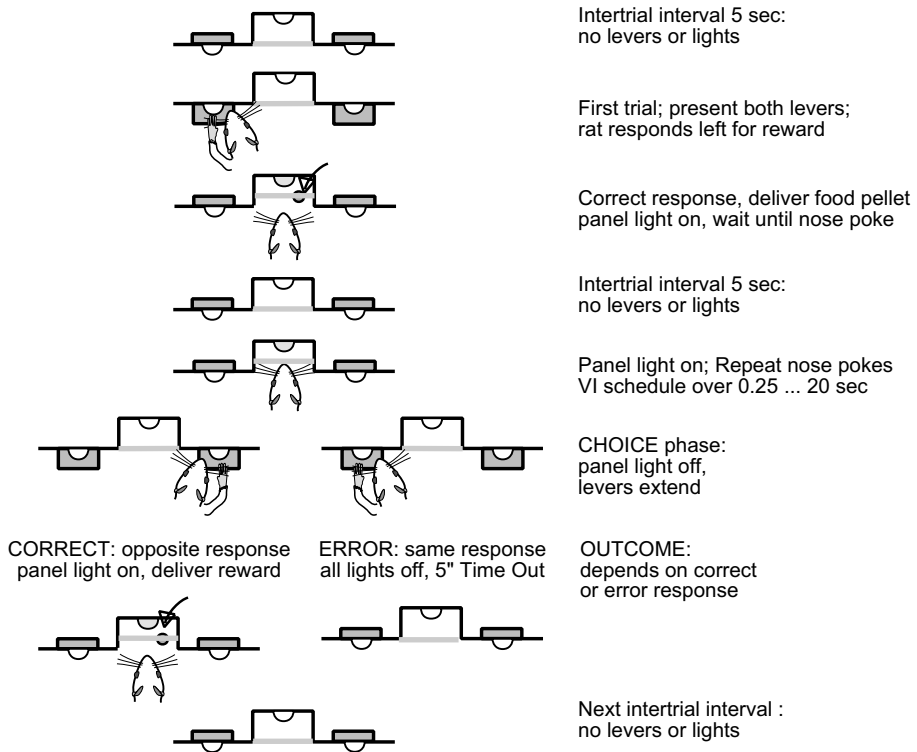 Intertrial interval 5 sec:
no levers or lights
First trial; present both levers;
rat responds left for reward
Correct response, deliver food pellet
panel light on, wait until nose poke
Intertrial interval 5 sec:
no levers or lights
Panel light on; Repeat nose pokes
VI schedule over 0.25 ... 20 sec
CHOICE phase:
panel light off,
levers extend
CORRECT: opposite response
panel light on, deliver reward
ERROR: same response
all lights off, 5" Time Out
OUTCOME:
depends on correct
or error response
Next intertrial interval :
no levers or lights